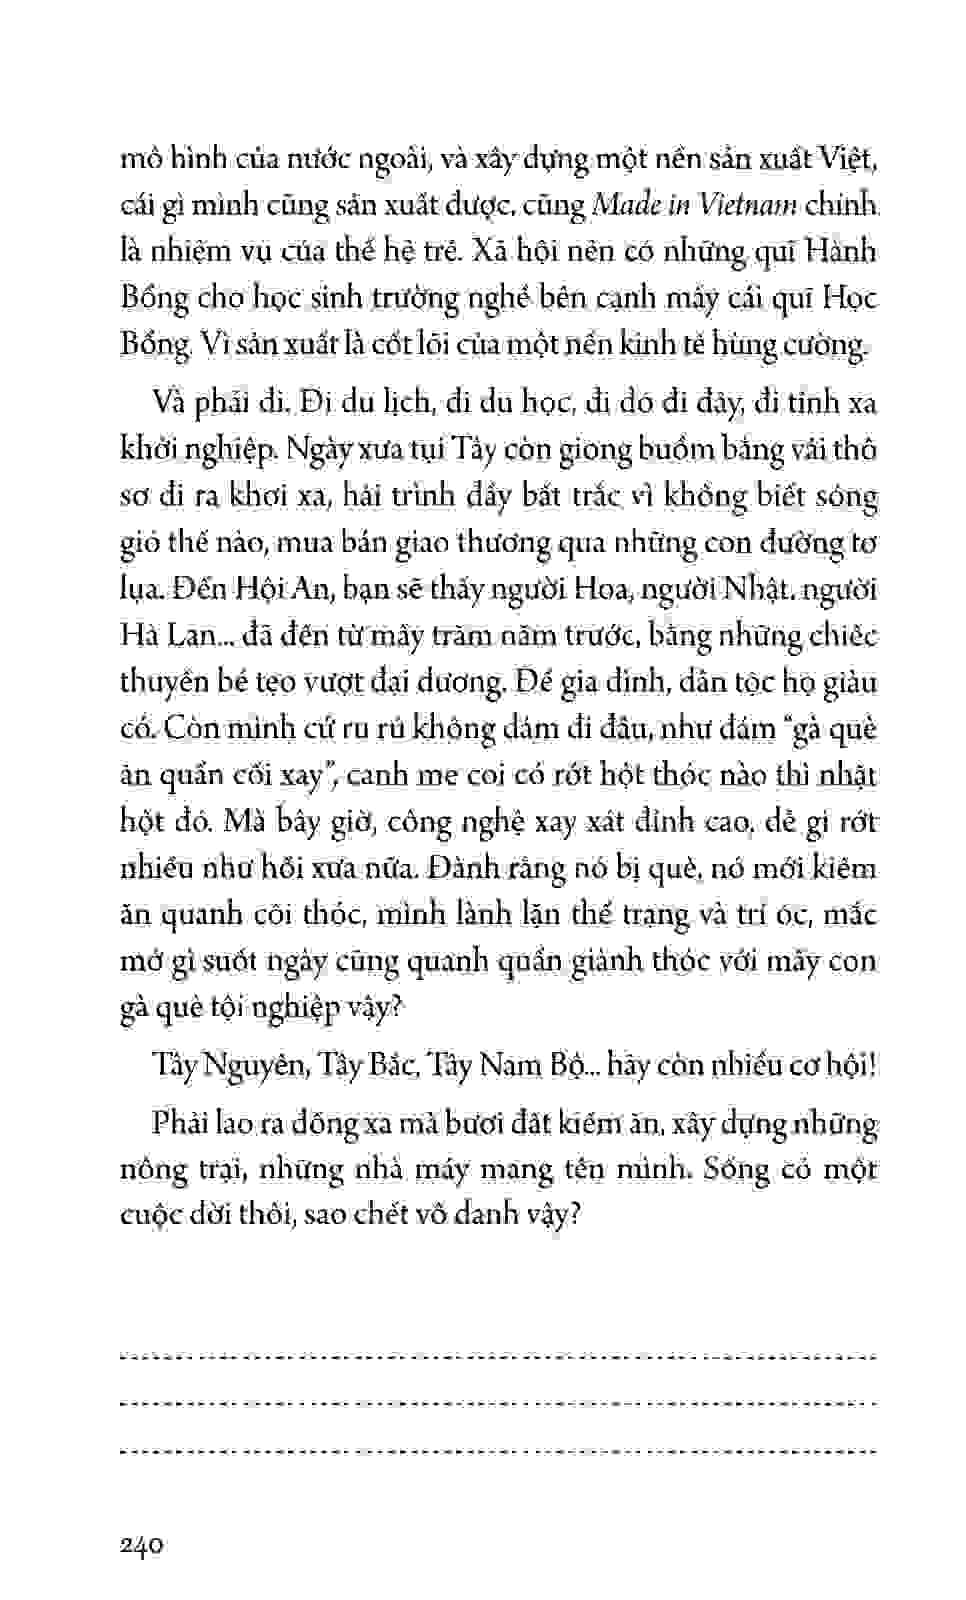 mô hình của nước ngoài, và xây dựng một nền sản xuất Việt,
cái gì mình cũng sản xuất được, cũng Made in Vietnam chính
là nhiệm vụ của thế hệ trẻ. Xã hội nên có những quĩ Hành
Bổng cho học sinh trường nghề bên cạnh mấy cái quĩ Học
Bổng. Vì sản xuất là cốt lõi của một nền kinh tế hùng cường.
Và phải đi. Đi du lịch, đi du học, đi đó đi đây, đi tỉnh xa
khởi nghiệp. Ngày xưa tụi Tây còn giong buồm bằng vải thô
sơ đi ra khơi xa, hải trình đầy bất trắc vì không biết sóng
gió thế nào, mua bán giao thương qua những con đường tơ
lụa. Đến Hội An, bạn sẽ thấy người Hoa, người Nhật, người
Hà Lan... đã đến từ mấy trăm năm trước, bằng những chiếc
thuyền bé tẹo vượt đại dương. Để gia đình, dân tộc họ giàu
có. Còn mình cứ ru rú không dám đi đâu, như đám “gà què
ăn quẩn cối xay”, canh me coi có rớt hột thóc nào thì nhặt
hột đó. Mà bây giờ, công nghệ xay xát đỉnh cao, dễ gì rớt
nhiều như hồi xưa nữa. Đành rằng nó bị què, nó mới kiếm
ăn quanh cối thóc, mình lành lặn thể trạng và trí óc, mắc
mớ gì suốt ngày cũng quanh quẩn giành thóc với mấy con
gà què tội nghiệp vậy?
Tây Nguyên, Tây Bắc, Tây Nam Bộ... hãy còn nhiều cơ hội!
Phải lao ra đồng xa mà bươi đất kiếm ăn, xây dựng những
nông trại, những nhà máy mang tên mình. Sống có một
cuộc đời thôi, sao chết vô danh vậy?
240